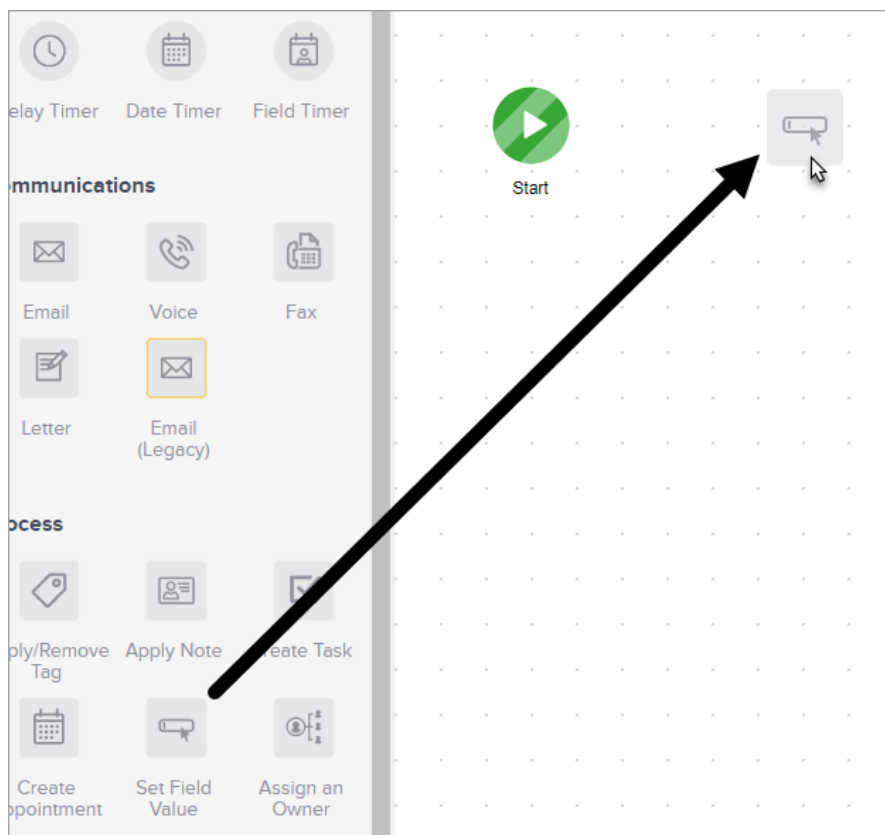 elay Timer Date Timer Field Timer
Start
mmunications
Email Voice Fax
Letter Email
(Legacy)
ocess
ply/Remove Apply Note reate Task
Tag
Create Set Field Assign an
ppointment Value Owner